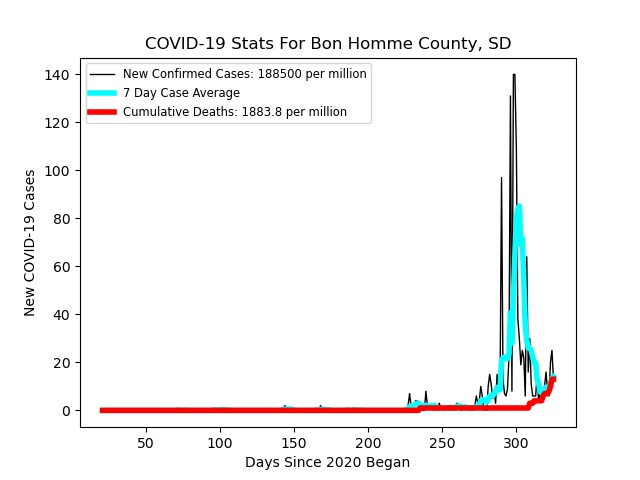 COVID-19 Stats For Bon Homme County, SD
New Confirmed Cases: 188500 per million
7 Day Case Average
Cumulative Deaths: 1883.8 per million
New COVID-19 Cases
140
120
100
80
60
40
20
0
50 100 150 200 250 300
Days Since 2020 Began